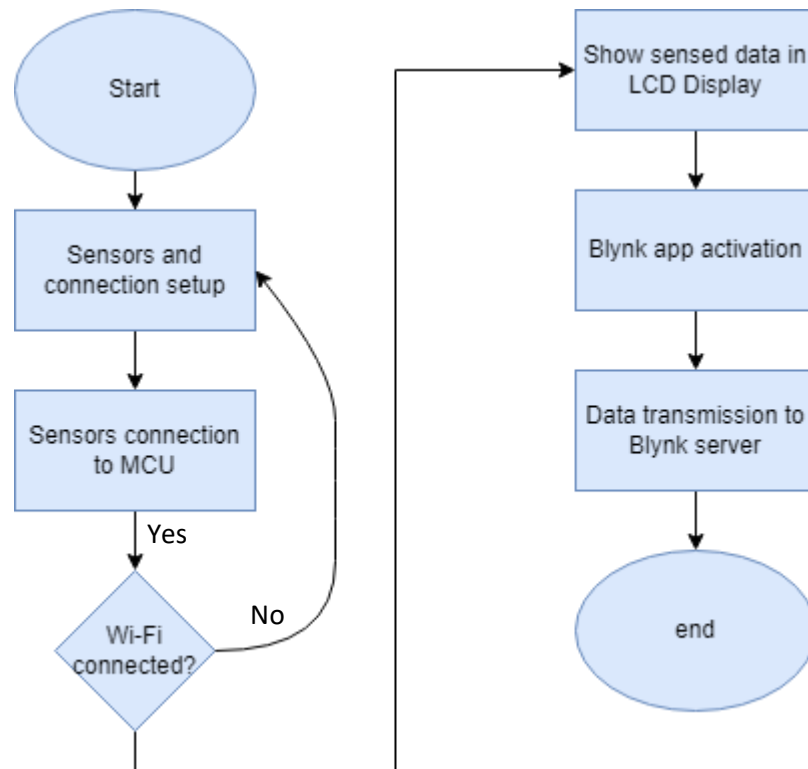 Start
Sensors and
connection setup
Sensors connection
to MCU
Yes
Wi-Fi
connected?
No
Show sensed data in
LCD Display
Blynk app activation
Data transmission to
Blynk server
end